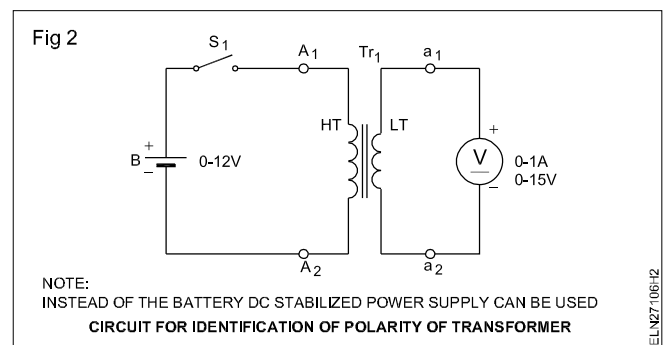 Fig 2
S1
A1
Tr1
a1
HT
LT
+
B
–
0-12V
+
V
–
0-1A
0-15V
A2
a2
NOTE:
INSTEAD OF THE BATTERY DC STABILIZED POWER SUPPLY CAN BE USED
CIRCUIT FOR IDENTIFICATION OF POLARITY OF TRANSFORMER
ELN27106H2